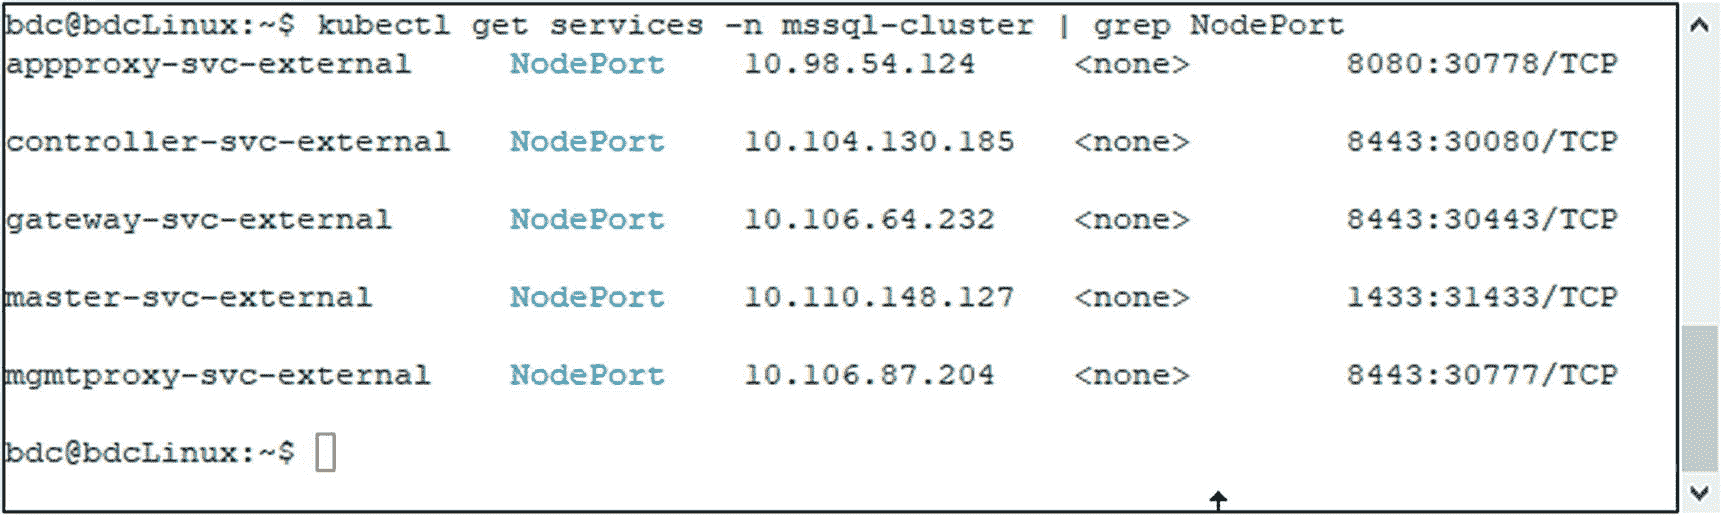 bdc@bdcLinux:~$ kubectl get services -n mssql-cluster | grep NodePort
appproxy-svc-external NodePort 10.98.54.124 <none> 8080:30778/TCP
controller-svc-external NodePort 10.104.130.185 <none> 8443:30080/TCP
gateway-svc-external NodePort 10.106.64.232 <none> 8443:30443/TCP
master-svc-external NodePort 10.110.148.127 <none> 1433:31433/TCP
mgmtproxy-svc-external NodePort 10.106.87.204 <none> 8443:30777/TCP
bdc@bdcLinux:~$